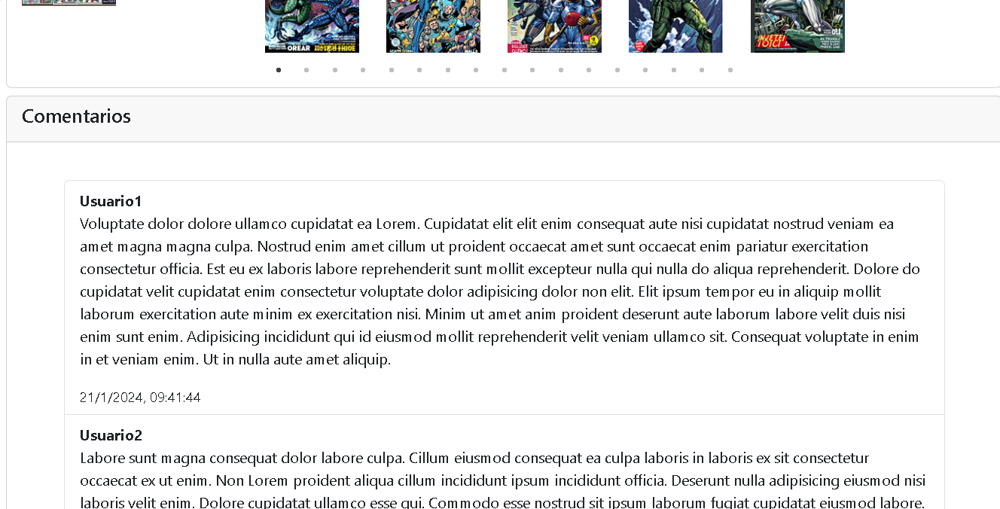 OREAR
04
Comentarios
Usuario1
Voluptate dolor dolore ullamco cupidatat ea Lorem. Cupidatat elit elit enim consequat aute nisi cupidatat nostrud veniam ea
amet magna magna culpa. Nostrud enim amet cillum ut proident occaecat amet sunt occaecat enim pariatur exercitation
consectetur officia. Est eu ex laboris labore reprehenderit sunt mollit excepteur nulla qui nulla do aliqua reprehenderit. Dolore do
cupidatat velit cupidatat enim consectetur voluptate dolor adipisicing dolor non elit. Elit ipsum tempor eu in aliquip mollit
laborum exercitation aute minim ex exercitation nisi. Minim ut amet anim proident deserunt aute laborum labore velit duis nisi
enim sunt enim. Adipisicing incididunt qui id eiusmod mollit reprehenderit velit veniam ullamco sit. Consequat voluptate in enim
in et veniam enim. Ut in nulla aute amet aliquip.
21/1/2024, 09:41:44
Usuario2
Labore sunt magna consequat dolor labore culpa. Cillum eiusmod consequat ea culpa laboris in laboris ex sit consectetur
occaecat ex ut enim. Non Lorem proident aliqua cillum incididunt ipsum incididunt officia. Deserunt nulla adipisicing eiusmod nisi
laboris velit enim. Dolore cupidatat ullamco esse qui. Commodo esse nostrud sit ipsum laborum fugiat cupidatat eiusmod labore.